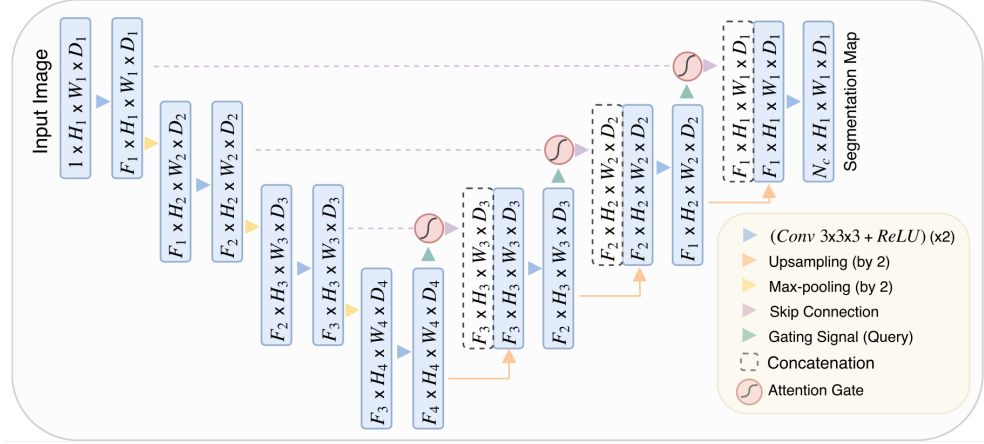 Input Image
1 x H₁ x W₁ x D₁
F₁ x H₁ x W₁ x D₁
F₁ x H₂ x W₂ x D₂
F₂ x H₂ x W₂ x D₂
F₂ x H₃ x W₃ x D₃
F₃ x H₃ x W₃ x D₃
F₃ x H₄ x W₄ x D₄
F₄ x H₄ x W₄ x D₄
F₃ x H₃ x W₃ x D₃
F₃ x H₃ x W₃ x D₃
F₂ x H₃ x W₃ x D₃
F₂ x H₂ x W₂ x D₂
F₂ x H₂ x W₂ x D₂
F₁ x H₂ x W₂ x D₂
F₁ x H₁ x W₁ x D₁
F₁ x H₁ x W₁ x D₁
N꜀ x H₁ x W₁ x D₁
Segmentation Map
(Conv 3x3x3 + ReLU) (x2)
Upsampling (by 2)
Max-pooling (by 2)
Skip Connection
Gating Signal (Query)
Concatenation
Attention Gate